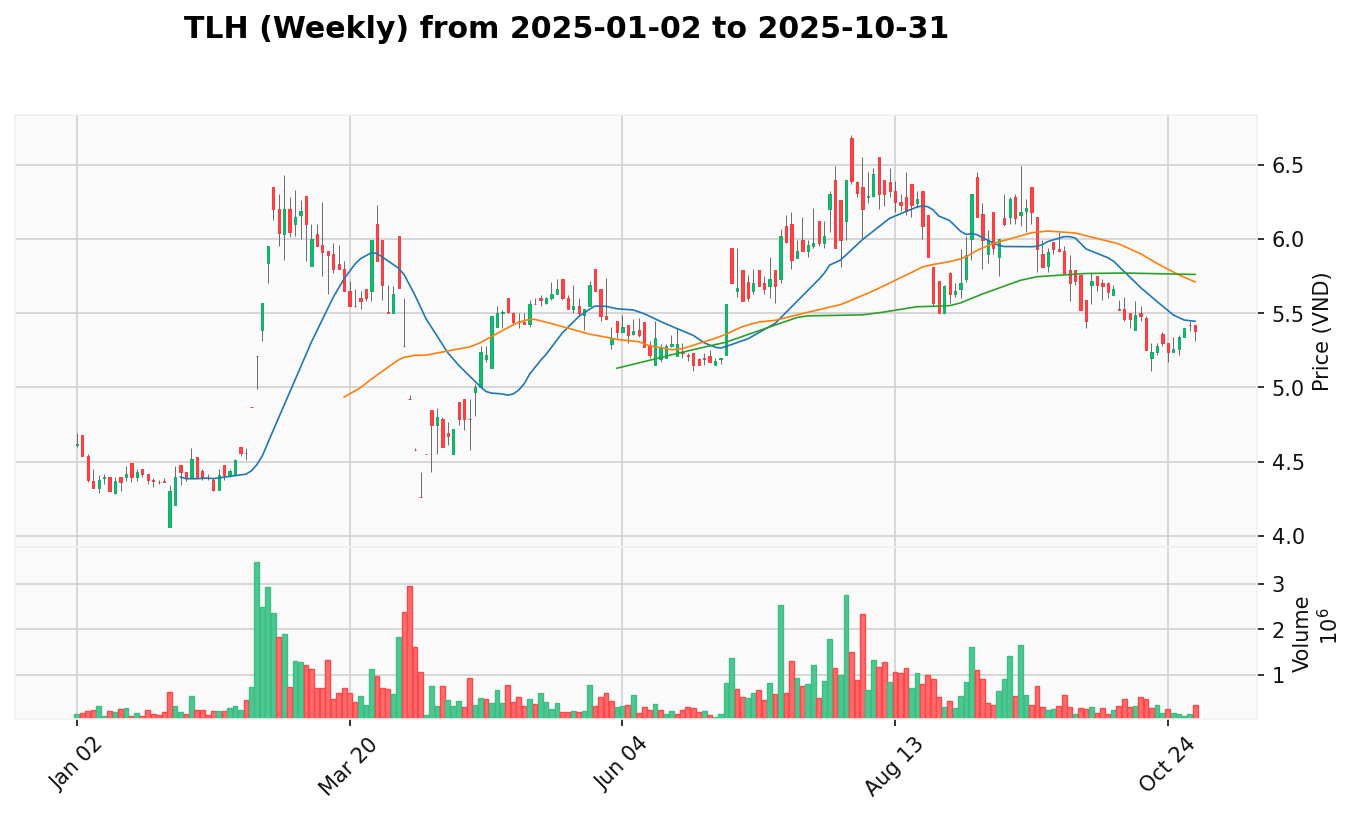 TLH (Weekly) from 2025-01-02 to 2025-10-31
6.5
6.0
5.5
5.0
4.5
4.0
Price (VND)
3
2
1
Volume
10⁶
Jan 02
Mar 20
Jun 04
Aug 13
Oct 24